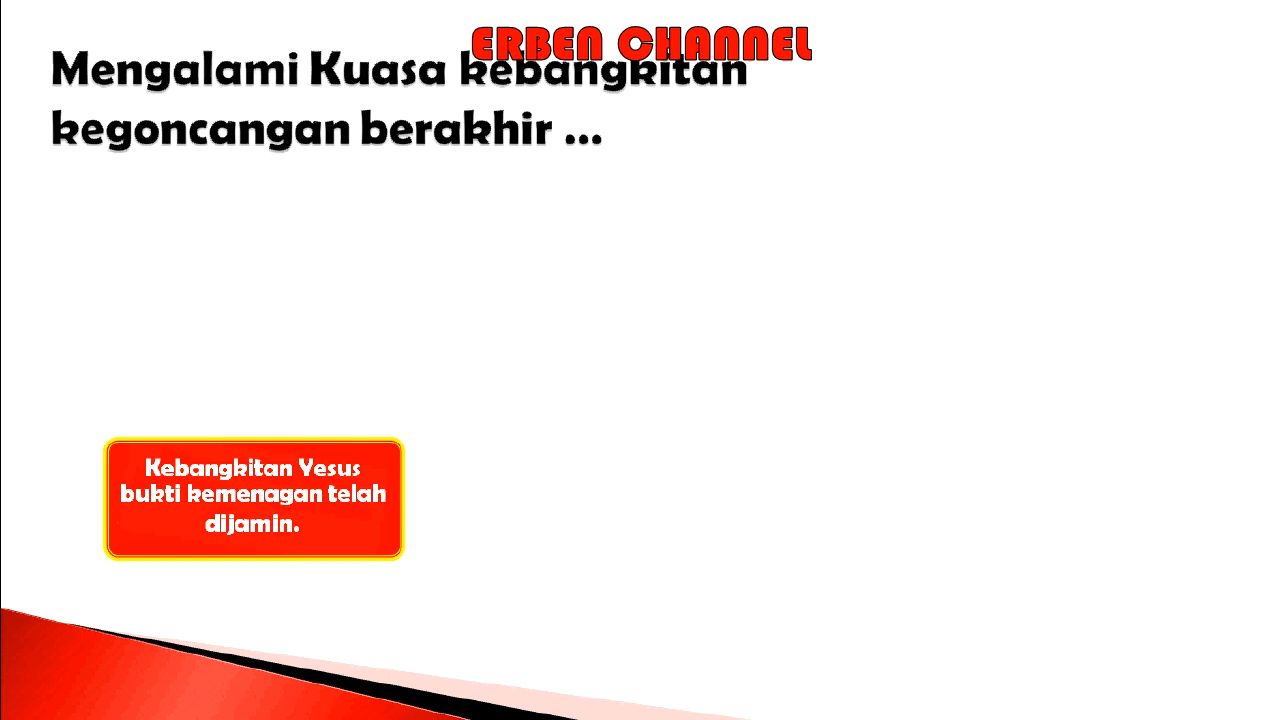 ERBEN CHANNEL
Mengalami Kuasa kebangkitan
kegoncangan berakhir ...
Kebangkitan Yesus
bukti kemenagan telah
dijamin.